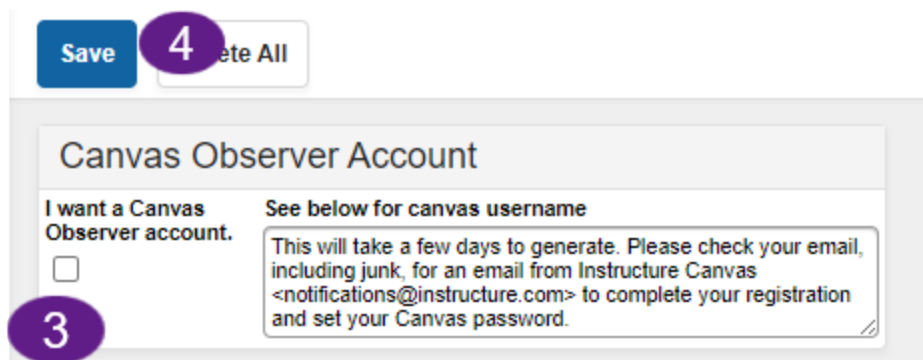 Save 4 ete All
Canvas Observer Account
I want a Canvas See below for canvas username
Observer account.
This will take a few days to generate. Please check your email,
including junk, for an email from Instructure Canvas
<notifications@instructure.com> to complete your registration
and set your Canvas password.
3